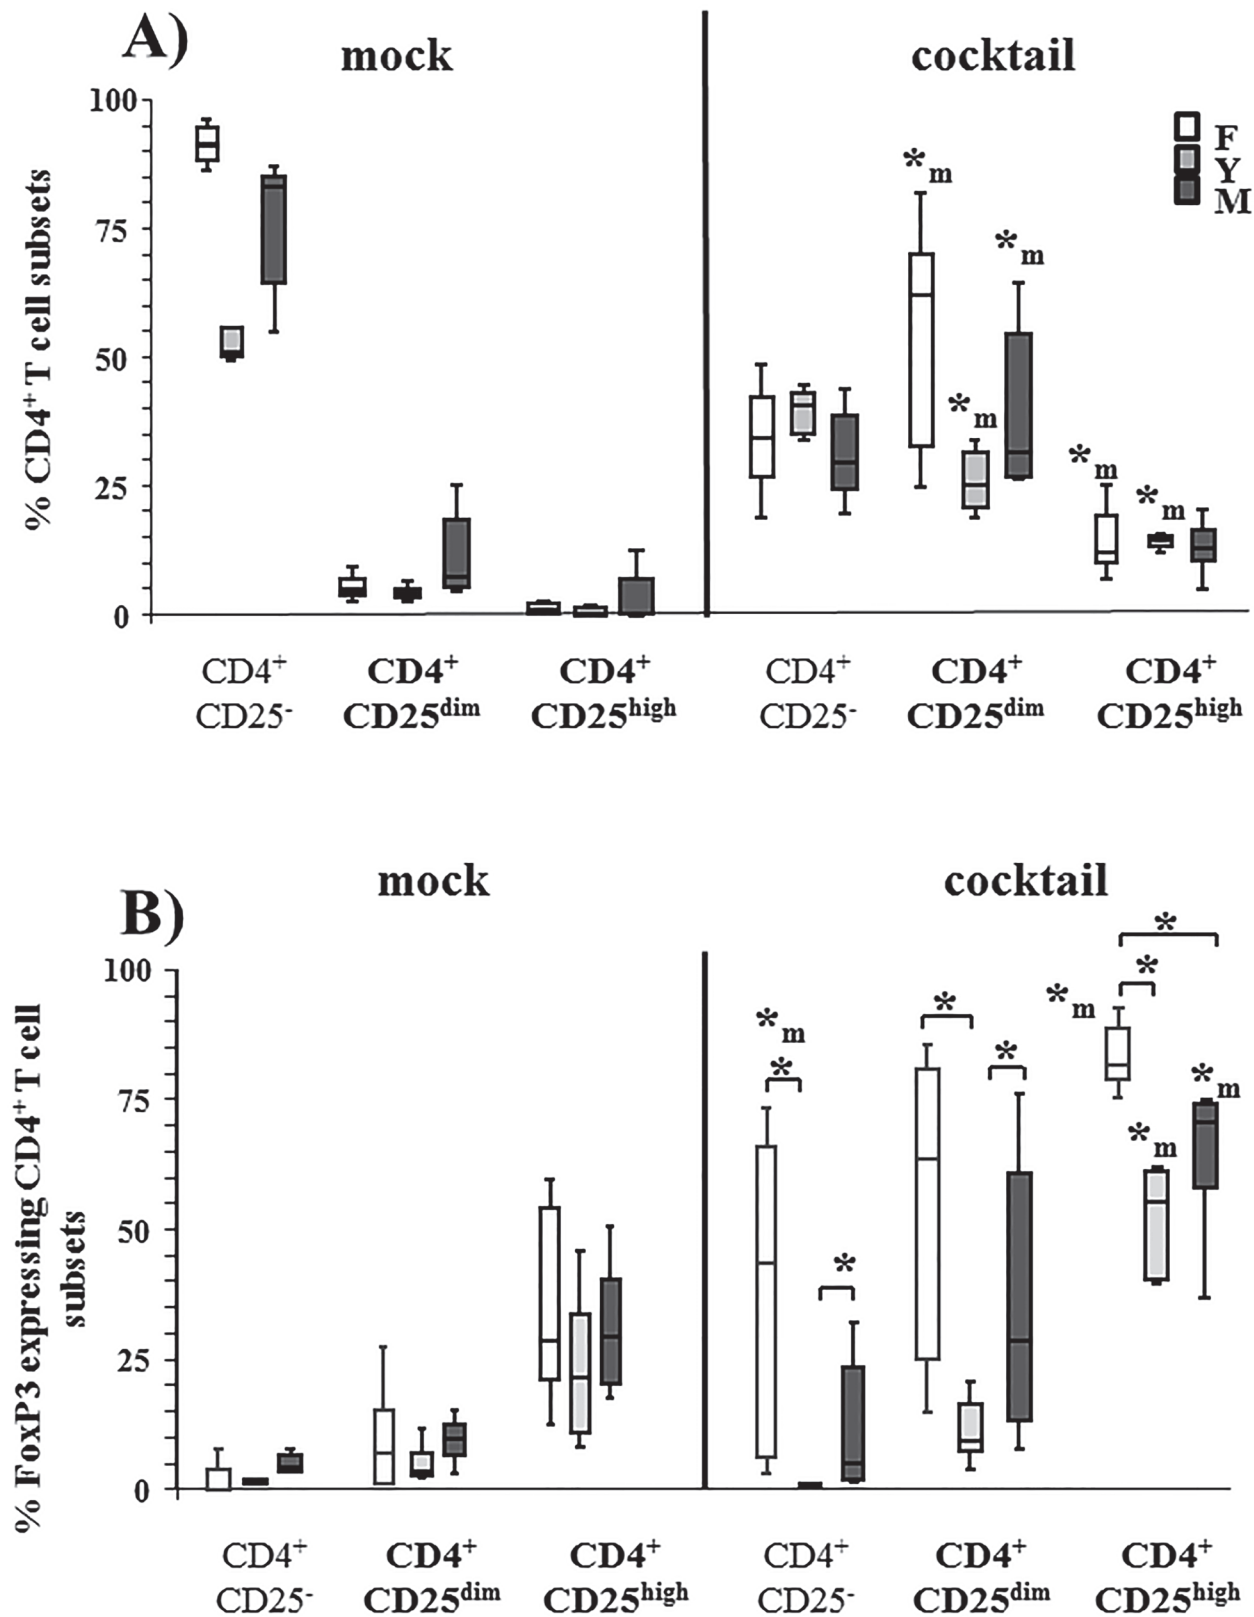 A)
mock
cocktail
% CD4⁺ T cell subsets
100
75
50
25
0
F
Y
M
*m
*m
*m
*m
*m
CD4⁺ CD4⁺ CD4⁺ CD4⁺ CD4⁺ CD4⁺
CD25⁻ CD25ᵈⁱᵐ CD25ʰⁱᵍʰ CD25⁻ CD25ᵈⁱᵐ CD25ʰⁱᵍʰ
B)
mock
cocktail
% FoxP3 expressing CD4⁺ T cell
subsets
100
75
50
25
0
*
*
*m
*m
*
*
*
*m
*m
*
CD4⁺ CD4⁺ CD4⁺ CD4⁺ CD4⁺ CD4⁺
CD25⁻ CD25ᵈⁱᵐ CD25ʰⁱᵍʰ CD25⁻ CD25ᵈⁱᵐ CD25ʰⁱᵍʰ